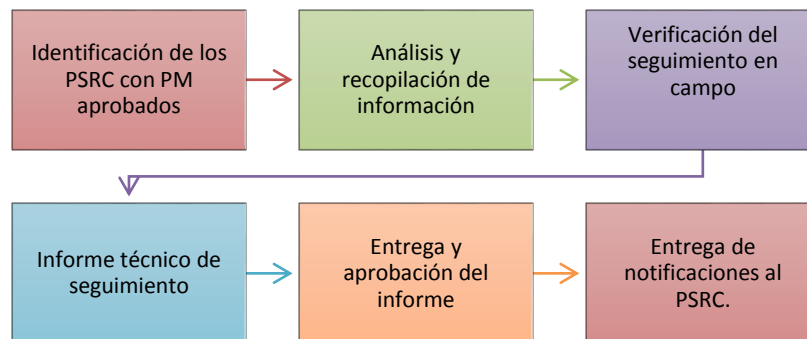 Identificación de los
PSRC con PM
aprobados
Análisis y
recopilación de
información
Verificación del
seguimiento en
campo
Informe técnico de
seguimiento
Entrega y
aprobación del
informe
Entrega de
notificaciones al
PSRC.